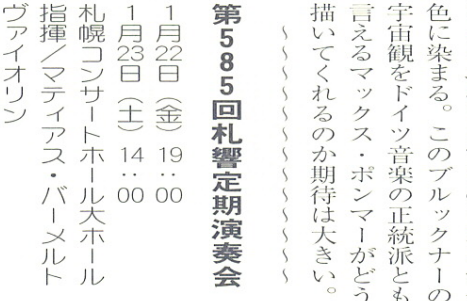 色に染まる。このブルックナーの
宇宙観をドイツ音楽の正統派とも
言えるマックス・ポンマーがどう
描いてくれるのか期待は大きい。
~~~~~~~~~~~~~~~~
第585回札響定期演奏会
1月22日（金）19：00
1月23日（土）14：00
札幌コンサートホール大ホール
指揮／マティアス・バーメルト
ヴァイオリン